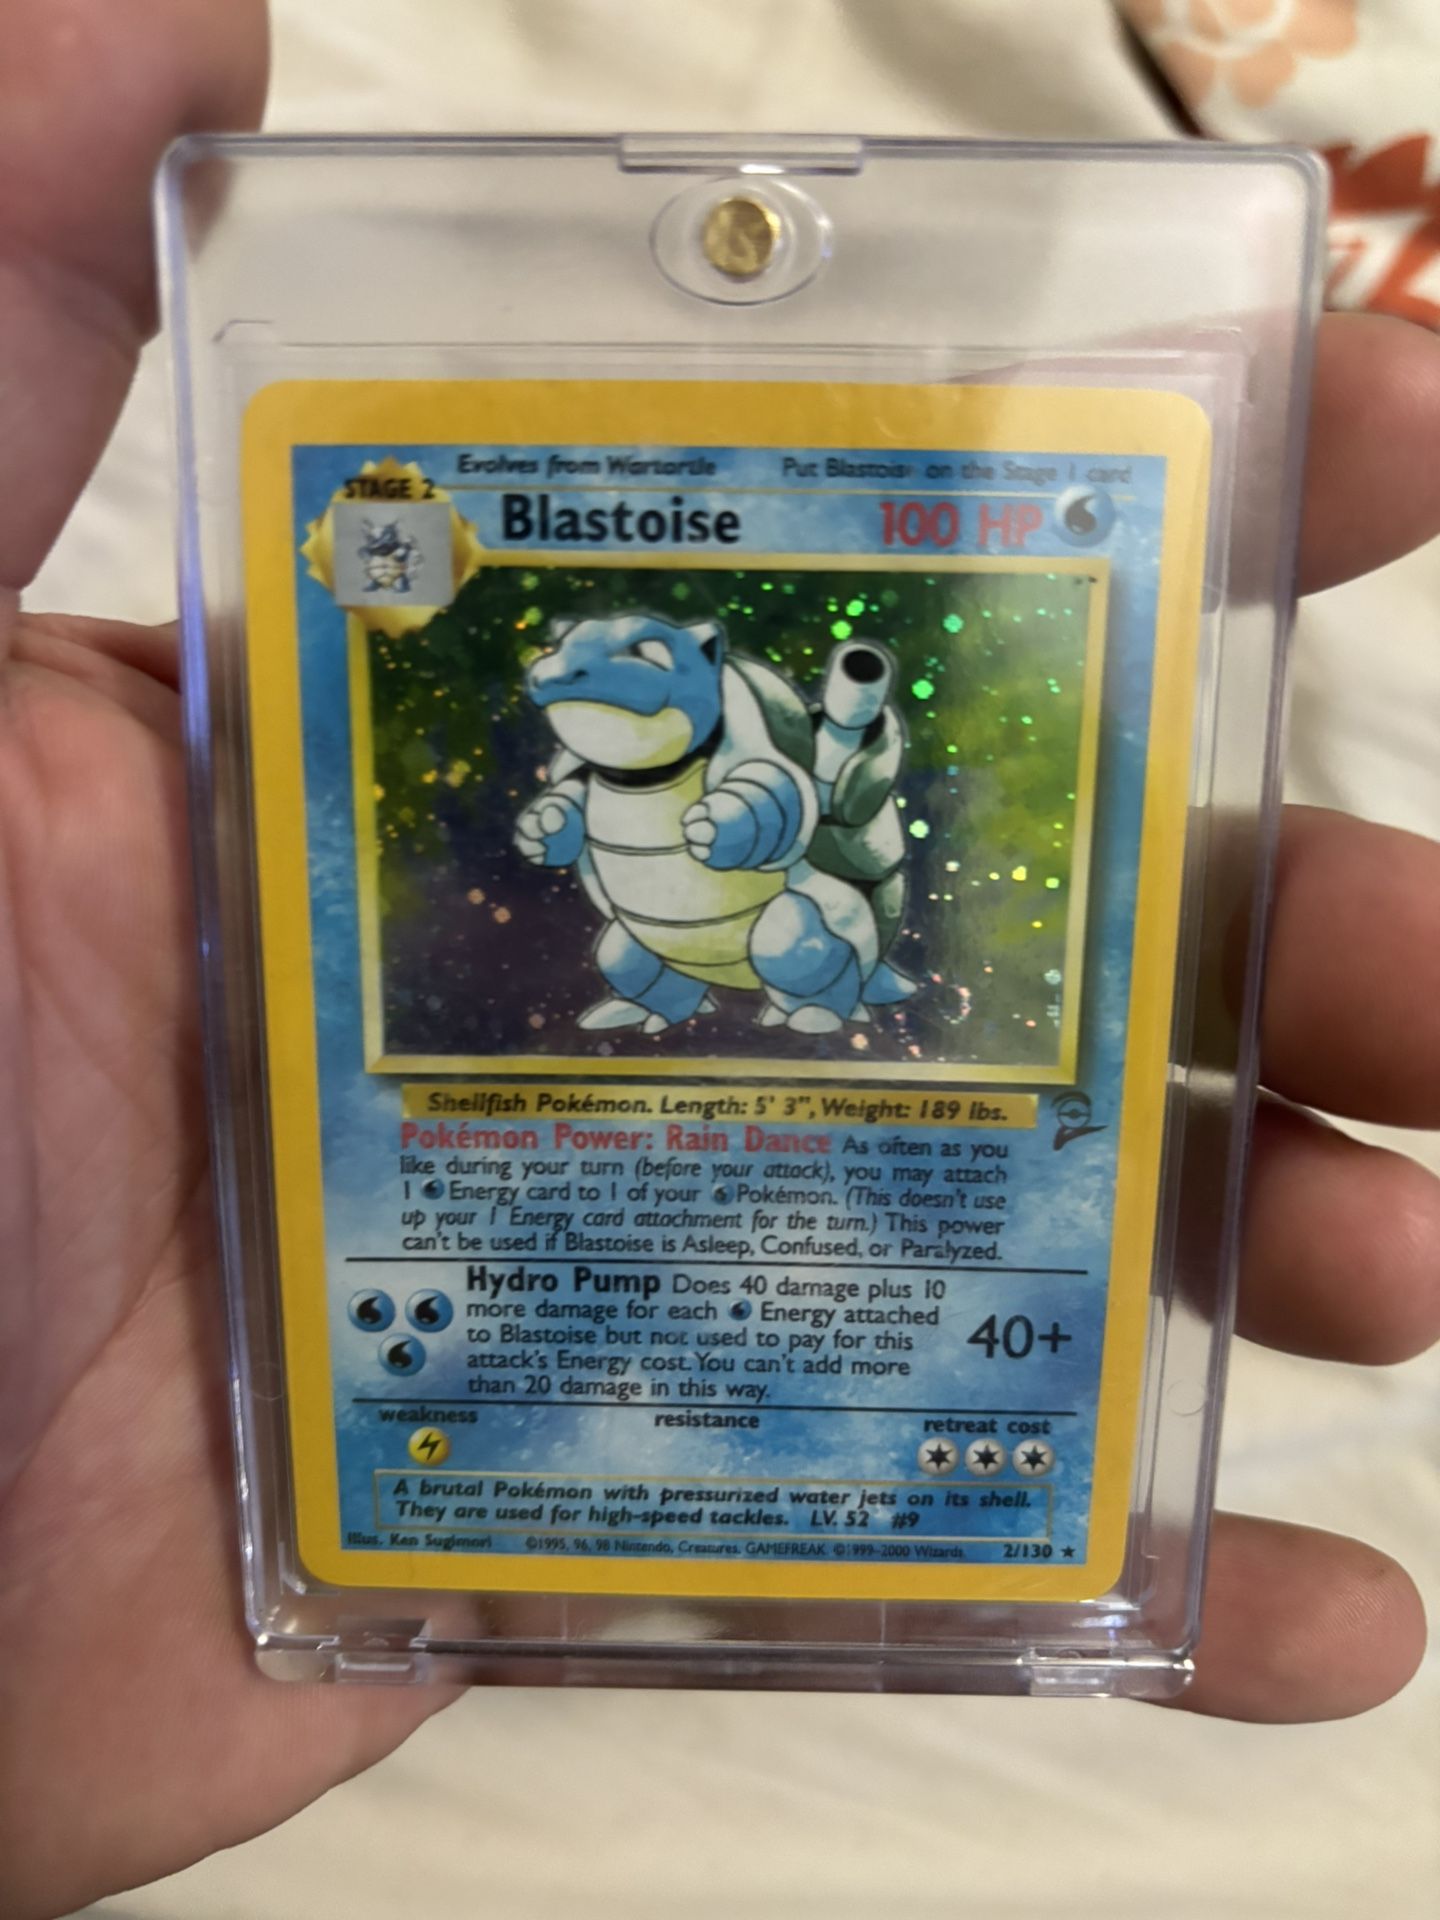 Evolves from Wartortle Put Blastoise on the Stage 1 card
STAGE 2
Blastoise 100 HP
Shellfish Pokémon. Length: 5' 3", Weight: 189 lbs.
Pokémon Power: Rain Dance As often as you
like during your turn (before your attack), you may attach
1 Energy card to 1 of your Pokémon. (This doesn't use
up your 1 Energy card attachment for the turn.) This power
can't be used if Blastoise is Asleep, Confused, or Paralyzed.
Hydro Pump Does 40 damage plus 10
more damage for each Energy attached
to Blastoise but not used to pay for this
attack's Energy cost. You can't add more
than 20 damage in this way.
40+
weakness resistance retreat cost
A brutal Pokémon with pressurized water jets on its shell.
They are used for high-speed tackles. LV. 52 #9
Illus. Ken Sugimori ©1995, 96, 98 Nintendo, Creatures, GAMEFREAK. ©1999-2000 Wizards. 2/130 ★